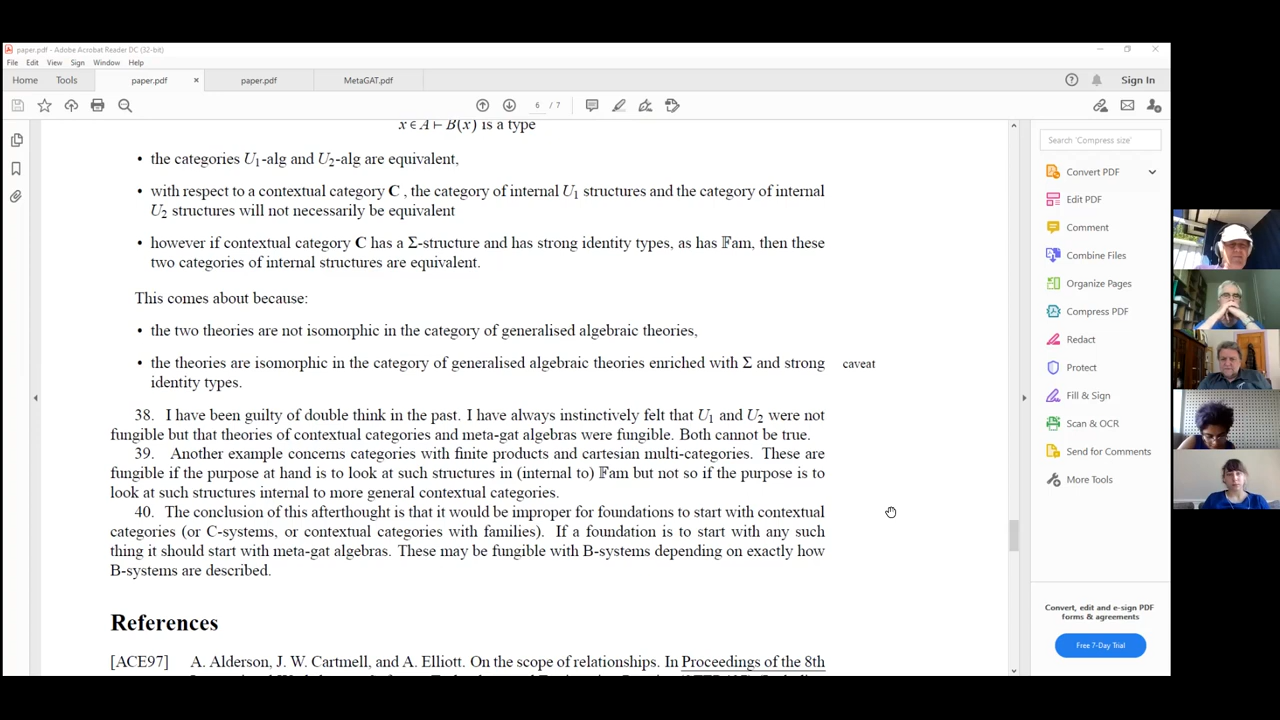 paper.pdf - Adobe Acrobat Reader DC (32-bit)
File Edit View Sign Window Help
Home Tools paper.pdf × paper.pdf MetaGAT.pdf Sign In
6 / 7
x ∈ A ⊢ B(x) is a type
• the categories U₁-alg and U₂-alg are equivalent,
• with respect to a contextual category C , the category of internal U₁ structures and the category of internal
U₂ structures will not necessarily be equivalent
• however if contextual category C has a Σ-structure and has strong identity types, as has 𝔽am, then these
two categories of internal structures are equivalent.
This comes about because:
• the two theories are not isomorphic in the category of generalised algebraic theories,
• the theories are isomorphic in the category of generalised algebraic theories enriched with Σ and strong caveat
identity types.
38. I have been guilty of double think in the past. I have always instinctively felt that U₁ and U₂ were not
fungible but that theories of contextual categories and meta-gat algebras were fungible. Both cannot be true.
39. Another example concerns categories with finite products and cartesian multi-categories. These are
fungible if the purpose at hand is to look at such structures in (internal to) 𝔽am but not so if the purpose is to
look at such structures internal to more general contextual categories.
40. The conclusion of this afterthought is that it would be improper for foundations to start with contextual
categories (or C-systems, or contextual categories with families). If a foundation is to start with any such
thing it should start with meta-gat algebras. These may be fungible with B-systems depending on exactly how
B-systems are described.
References
[ACE97] A. Alderson, J. W. Cartmell, and A. Elliott. On the scope of relationships. In Proceedings of the 8th
Search 'Compress size'
Convert PDF
Edit PDF
Comment
Combine Files
Organize Pages
Compress PDF
Redact
Protect
Fill & Sign
Scan & OCR
Send for Comments
More Tools
Convert, edit and e-sign PDF
forms & agreements
Free 7-Day Trial